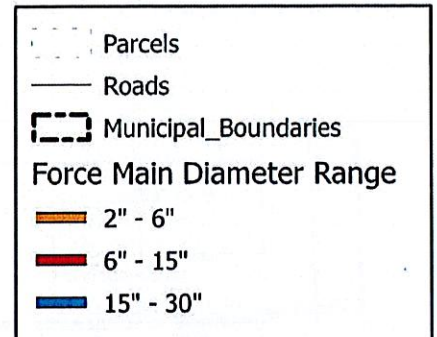 Parcels
Roads
Municipal_Boundaries
Force Main Diameter Range
2" - 6"
6" - 15"
15" - 30"